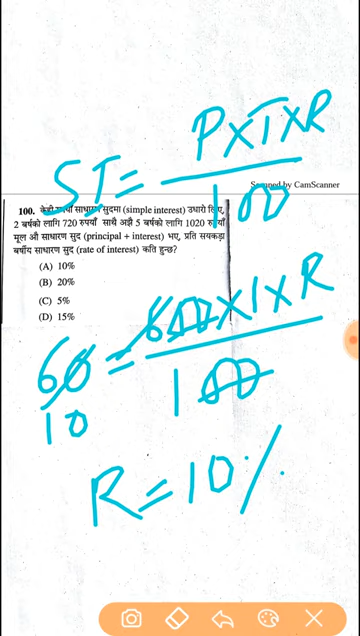 SI = P×T×R
100
Scanned by CamScanner
100. केही रुपैयाँ साधारण सुदमा (simple interest) उधारो लिए,
2 वर्षको लागि 720 रुपयाँ साथै अझै 5 वर्षको लागि 1020 रुपैयाँ
मूल औ साधारण सुद (principal + interest) भए, प्रति सयकड़ा
बर्षीय साधारण सुद (rate of interest) कति हुन्छ?
(A) 10%
(B) 20%
(C) 5%
(D) 15%
60 = 600×1×R
10 100
R = 10%